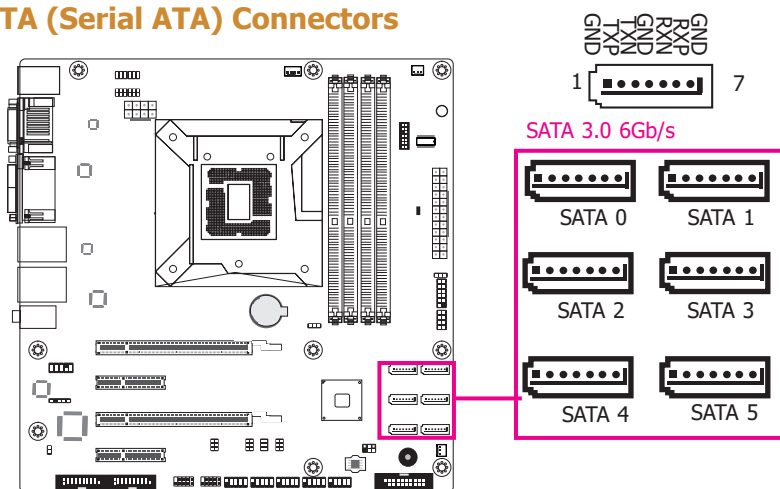 TA (Serial ATA) Connectors
GND
TXP
TXN
GND
RXN
RXP
GND
1
7
SATA 3.0 6Gb/s
SATA 0
SATA 1
SATA 2
SATA 3
SATA 4
SATA 5